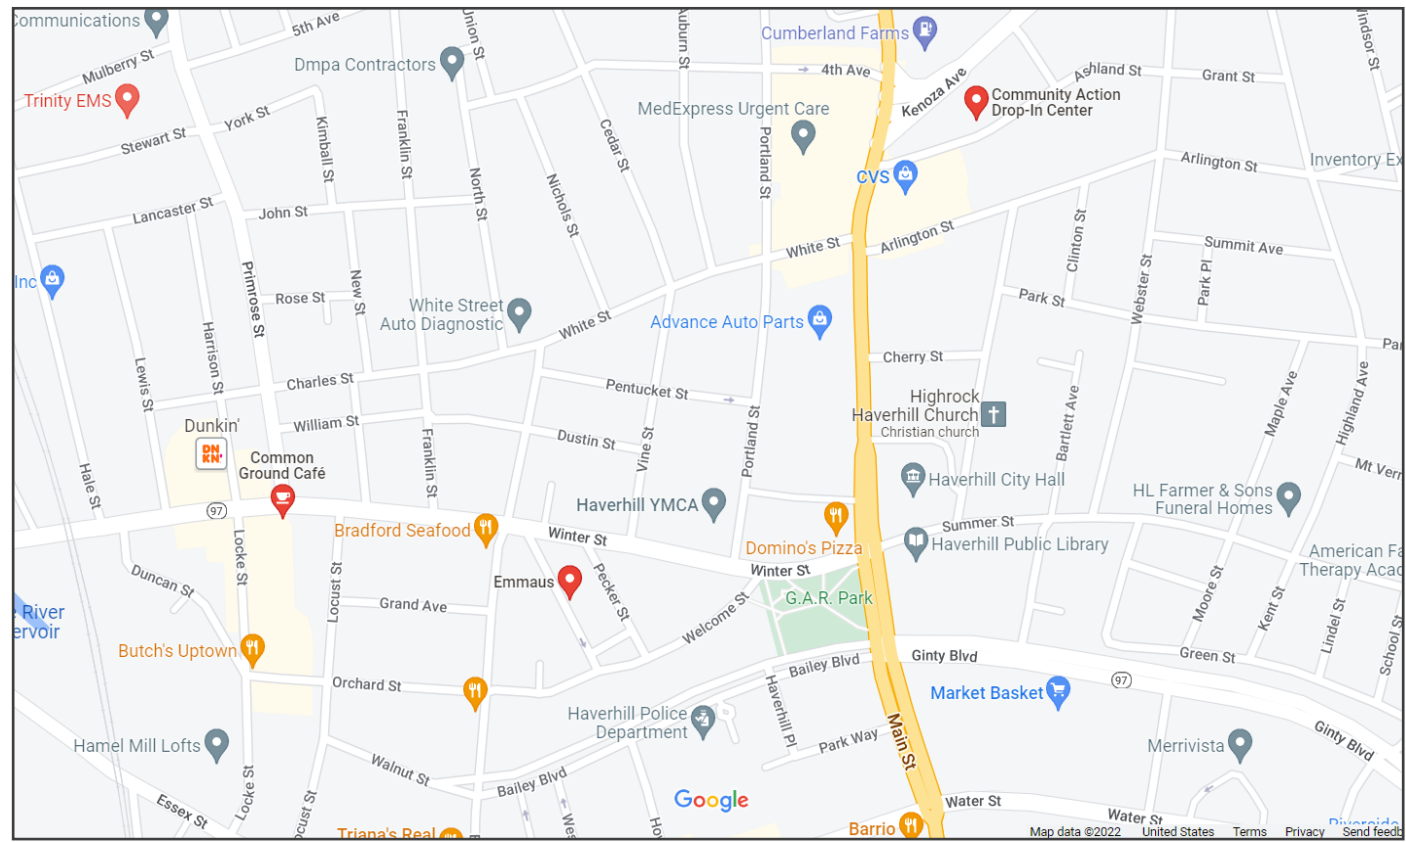 Communications
5th Ave
Union St
Auburn St
Cumberland Farms
Windsor St
Mulberry St
Dmpa Contractors
4th Ave
Ashland St
Grant St
Trinity EMS
Kenoza Ave
Community Action
Drop-In Center
York St
MedExpress Urgent Care
Stewart St
Kimball St
Franklin St
Cedar St
Portland St
Arlington St
Inventory Ex
CVS
North St
Nichols St
Lancaster St
John St
White St
Arlington St
Clinton St
Summit Ave
Inc
Primrose St
New St
Rose St
Park Pl
Webster St
Park St
White Street
Auto Diagnostic
White St
Advance Auto Parts
Harrison St
Lewis St
Charles St
Cherry St
Par
Pentucket St
Highrock
Haverhill Church
Christian church
Maple Ave
Highland Ave
William St
Dunkin'
DN
KN'
Dustin St
Vine St
Portland St
Bartlett Ave
Common
Ground Café
Franklin St
Hale St
Mt Vern
Haverhill City Hall
HL Farmer & Sons
Funeral Homes
97
Haverhill YMCA
Bradford Seafood
Winter St
Summer St
Domino's Pizza
Haverhill Public Library
American Fa
Therapy Acad
Locke St
Winter St
Emmaus
Pecker St
Duncan St
Locust St
Grand Ave
G.A.R. Park
Welcome St
Moore St
Kent St
Lindel St
School St
River
ervoir
Butch's Uptown
Orchard St
Bailey Blvd
Ginty Blvd
Green St
97
Haverhill Pl
Market Basket
Haverhill Police
Department
Main St
Park Way
Merrivista
Ginty Blvd
Hamel Mill Lofts
Walnut St
Bailey Blvd
Locke St
ocust St
Essex St
Google
Water St
Water St
Wes
Hov
Triana's Real
Barrio
Riverside
Map data ©2022 United States Terms Privacy Send feedb